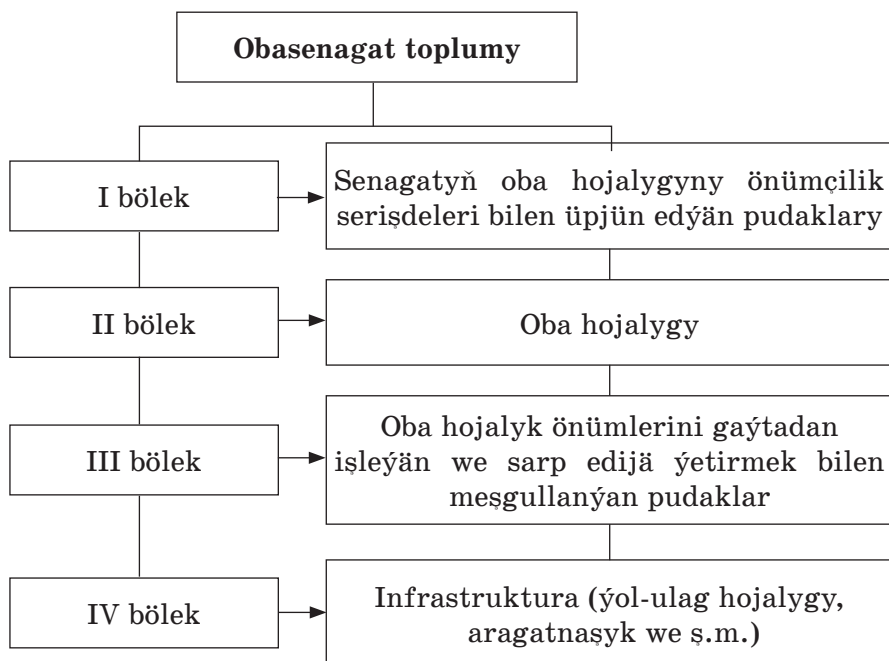 Obasenagat toplumy
I bölek
Senagatyň oba hojalygyny önümçilik
serişdeleri bilen üpjün edýän pudaklary
II bölek
Oba hojalygy
III bölek
Oba hojalyk önümlerini gaýtadan
işleýän we sarp edijä ýetirmek bilen
meşgullanýan pudaklar
IV bölek
Infrastruktura (ýol-ulag hojalygy,
aragatnaşyk we ş.m.)